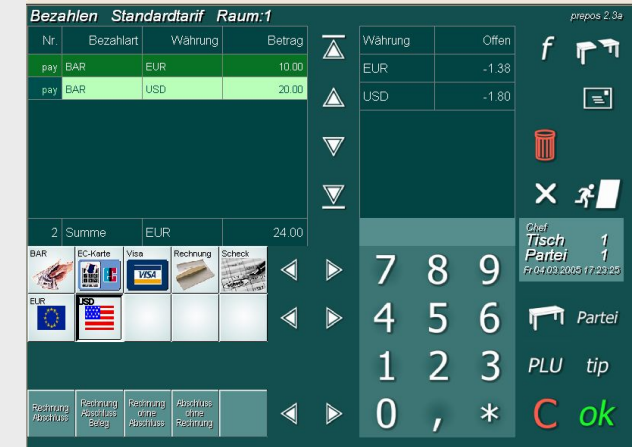 Bezahlen Standardtarif Raum:1
prepos 2.3a
Nr. Bezahlart Währung Betrag
pay BAR EUR 10.00
pay BAR USD 20.00
2 Summe EUR 24.00
Währung Offen
EUR -1.38
USD -1.80
f
Chef
Tisch 1
Partei 1
Fr 04.03.2005 17:23:25
BAR EC-Karte Visa Rechnung Scheck
VISA
EUR USD
7 8 9
4 5 6
1 2 3
0 , *
Partei
PLU tip
C ok
Rechnung Abschluss
Rechnung Abschluss Beleg
Rechnung ohne Abschluss
Abschluss ohne Rechnung